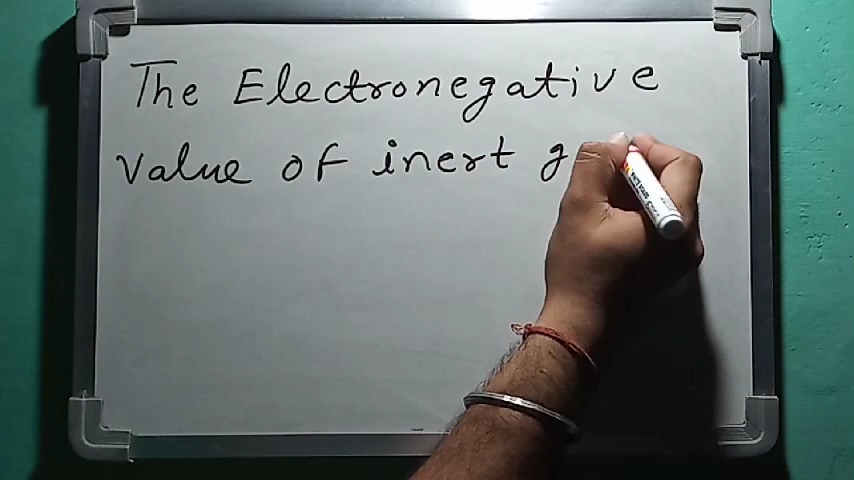 The Electronegative
Value of inert g